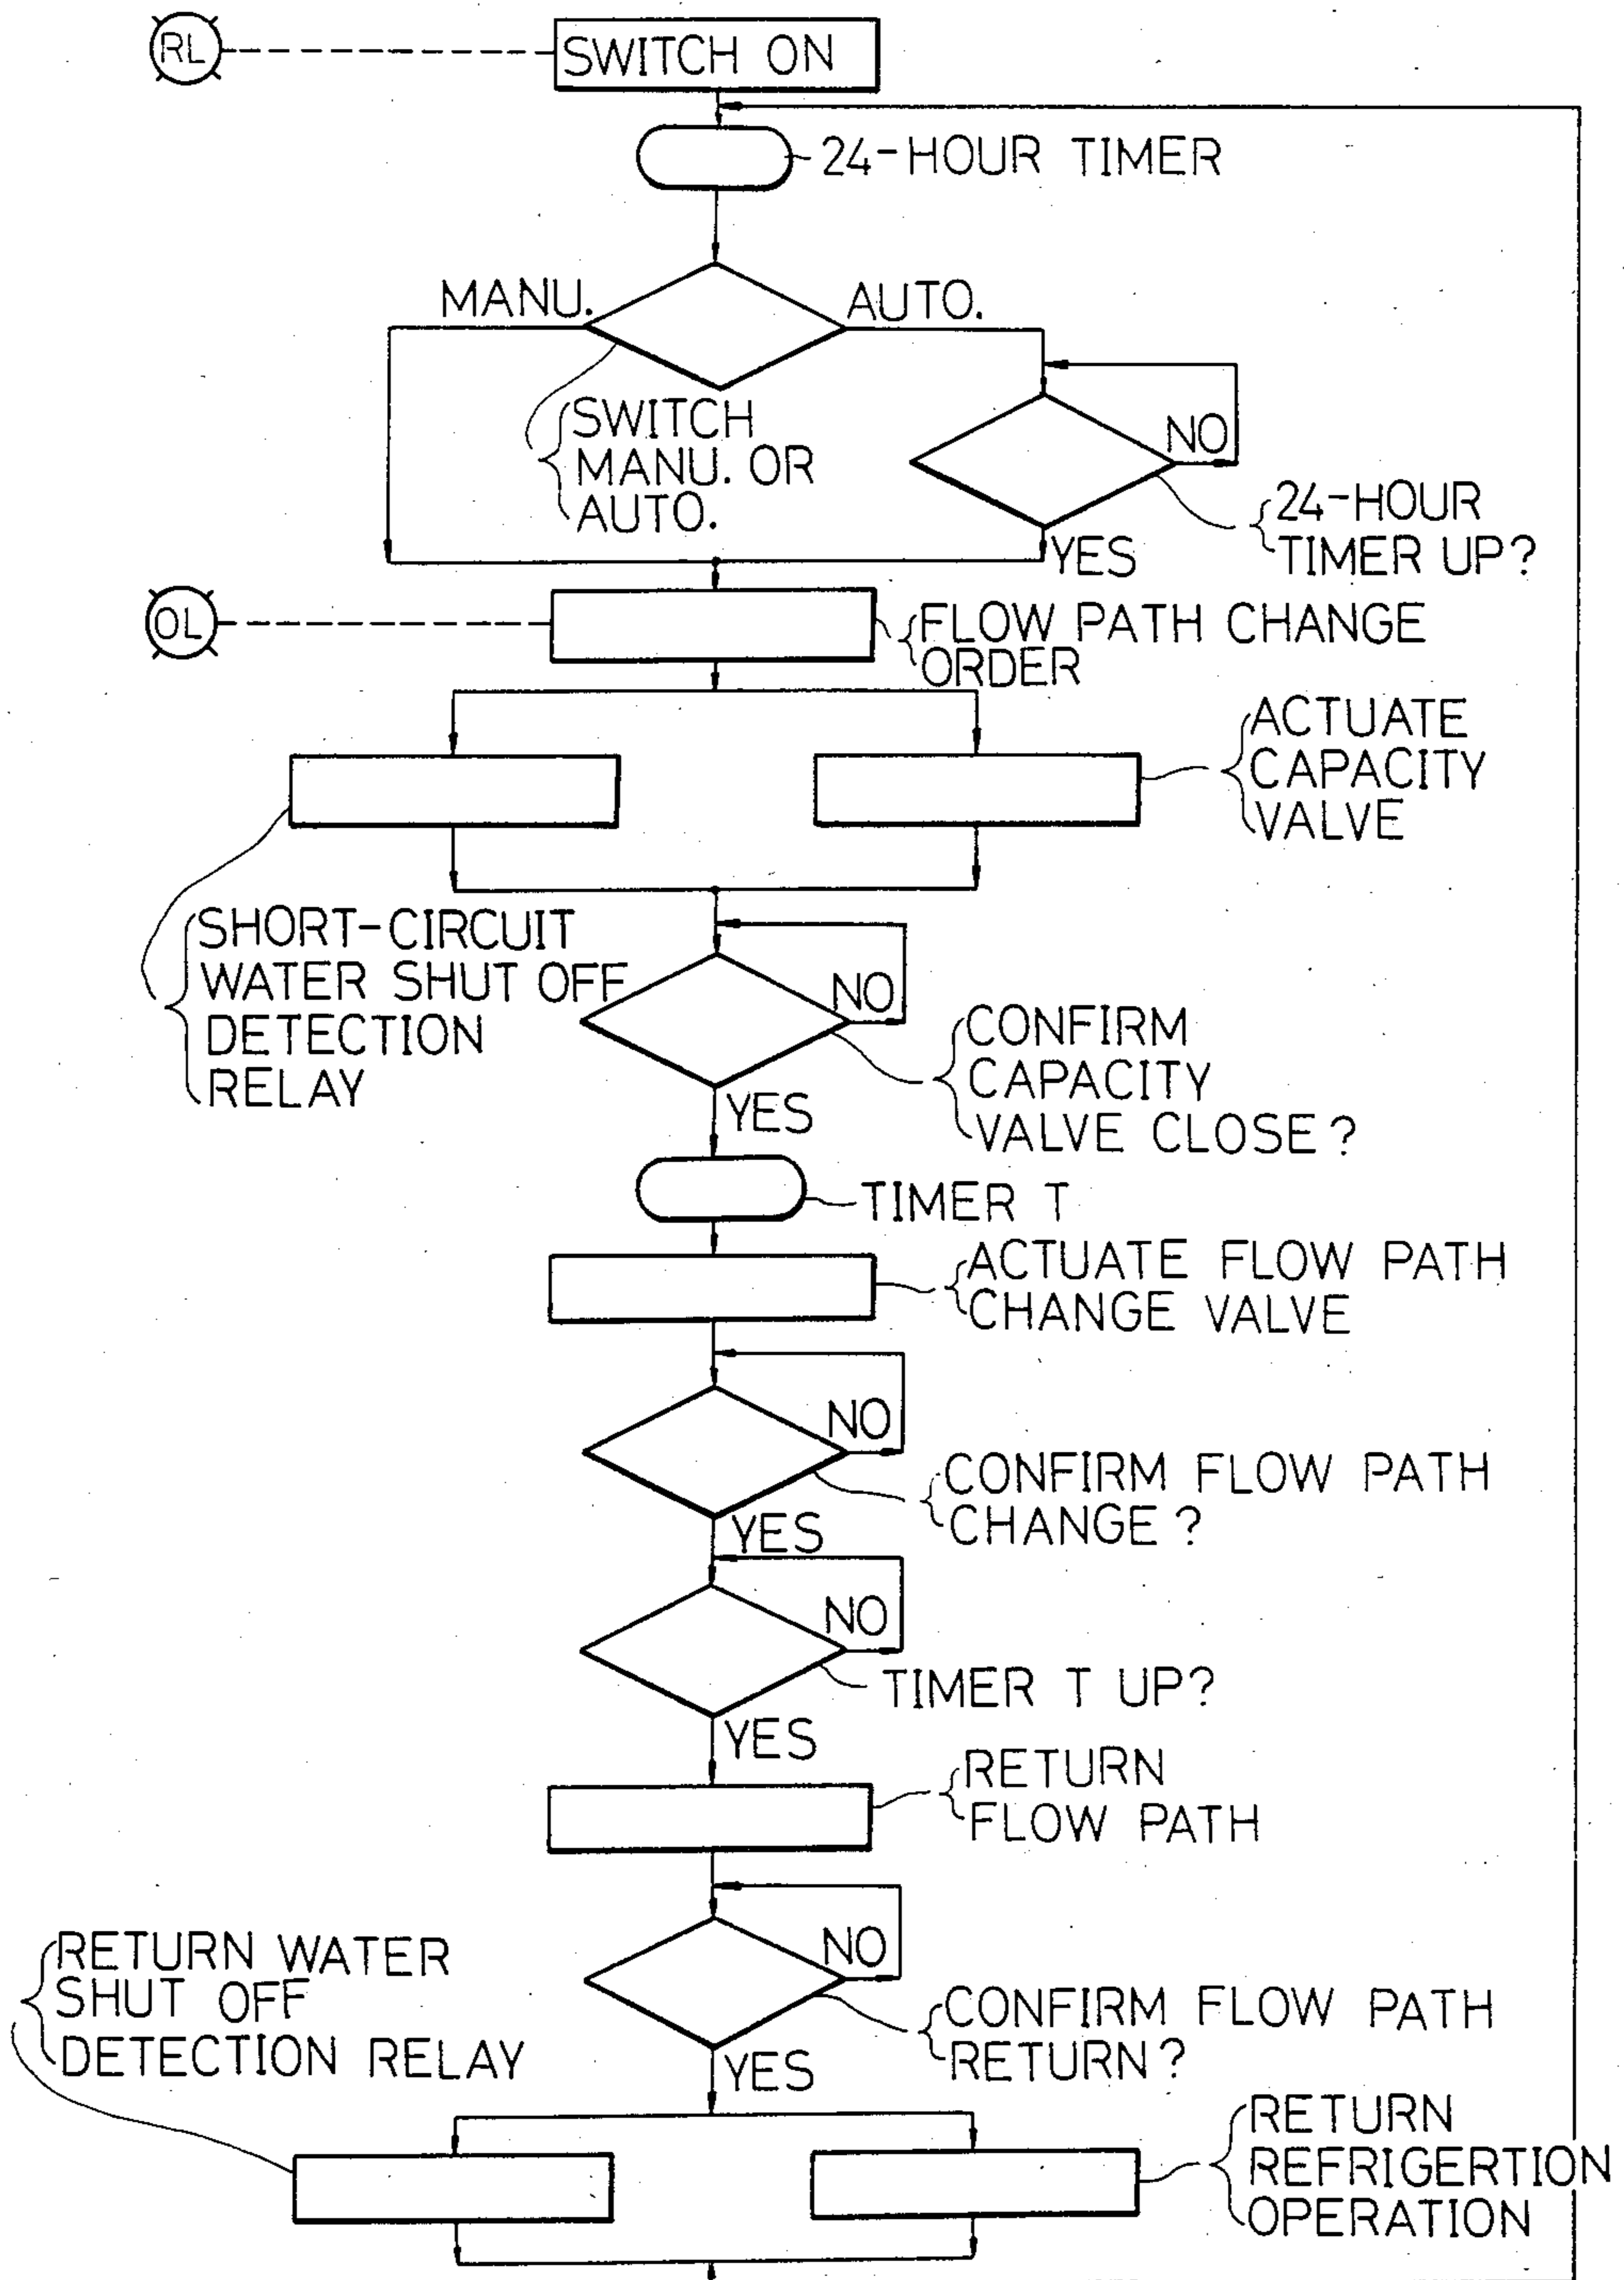 RL
SWITCH ON
24-HOUR TIMER
MANU.
AUTO.
SWITCH
MANU. OR
AUTO.
NO
24-HOUR
TIMER UP?
YES
OL
FLOW PATH CHANGE
ORDER
ACTUATE
CAPACITY
VALVE
SHORT-CIRCUIT
WATER SHUT OFF
DETECTION
RELAY
NO
CONFIRM
CAPACITY
VALVE CLOSE?
YES
TIMER T
ACTUATE FLOW PATH
CHANGE VALVE
NO
CONFIRM FLOW PATH
CHANGE?
YES
NO
TIMER T UP?
YES
RETURN
FLOW PATH
NO
RETURN WATER
SHUT OFF
DETECTION RELAY
CONFIRM FLOW PATH
RETURN?
YES
RETURN
REFRIGERTION
OPERATION